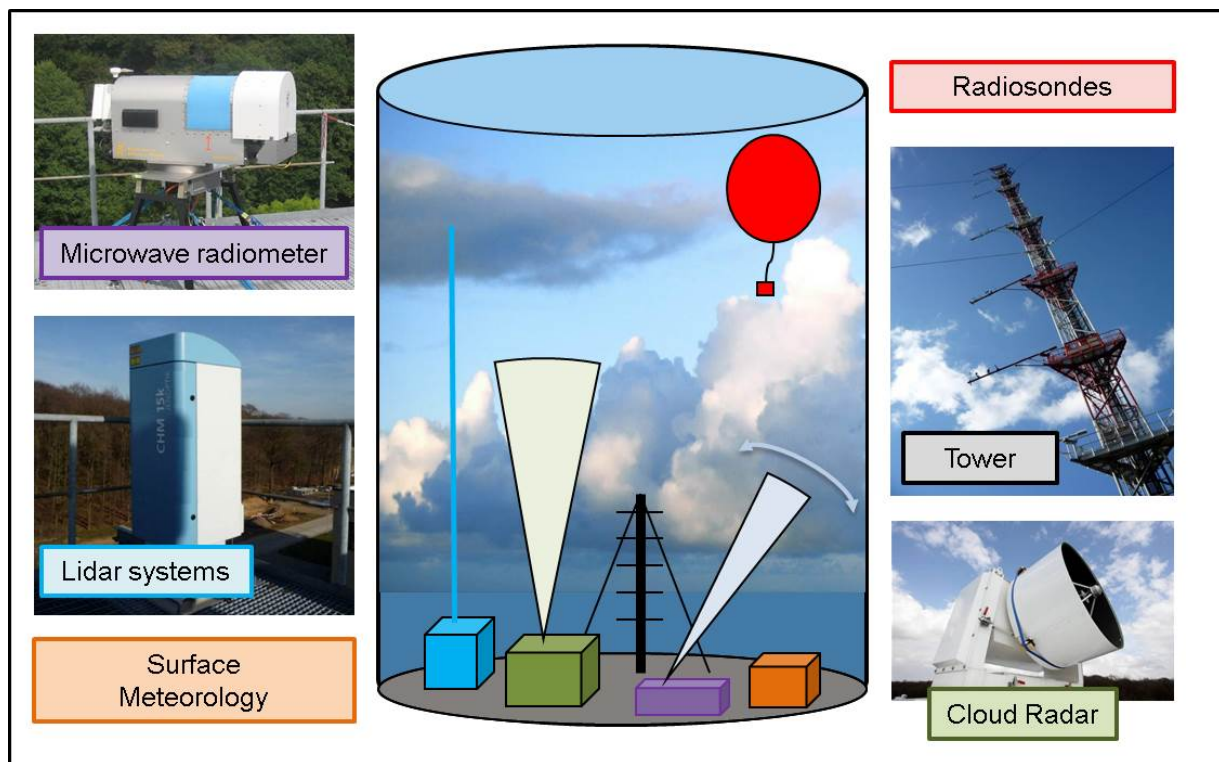 Radiosondes
Microwave radiometer
CHM 15k
Lidar systems
Tower
Surface
Meteorology
Cloud Radar